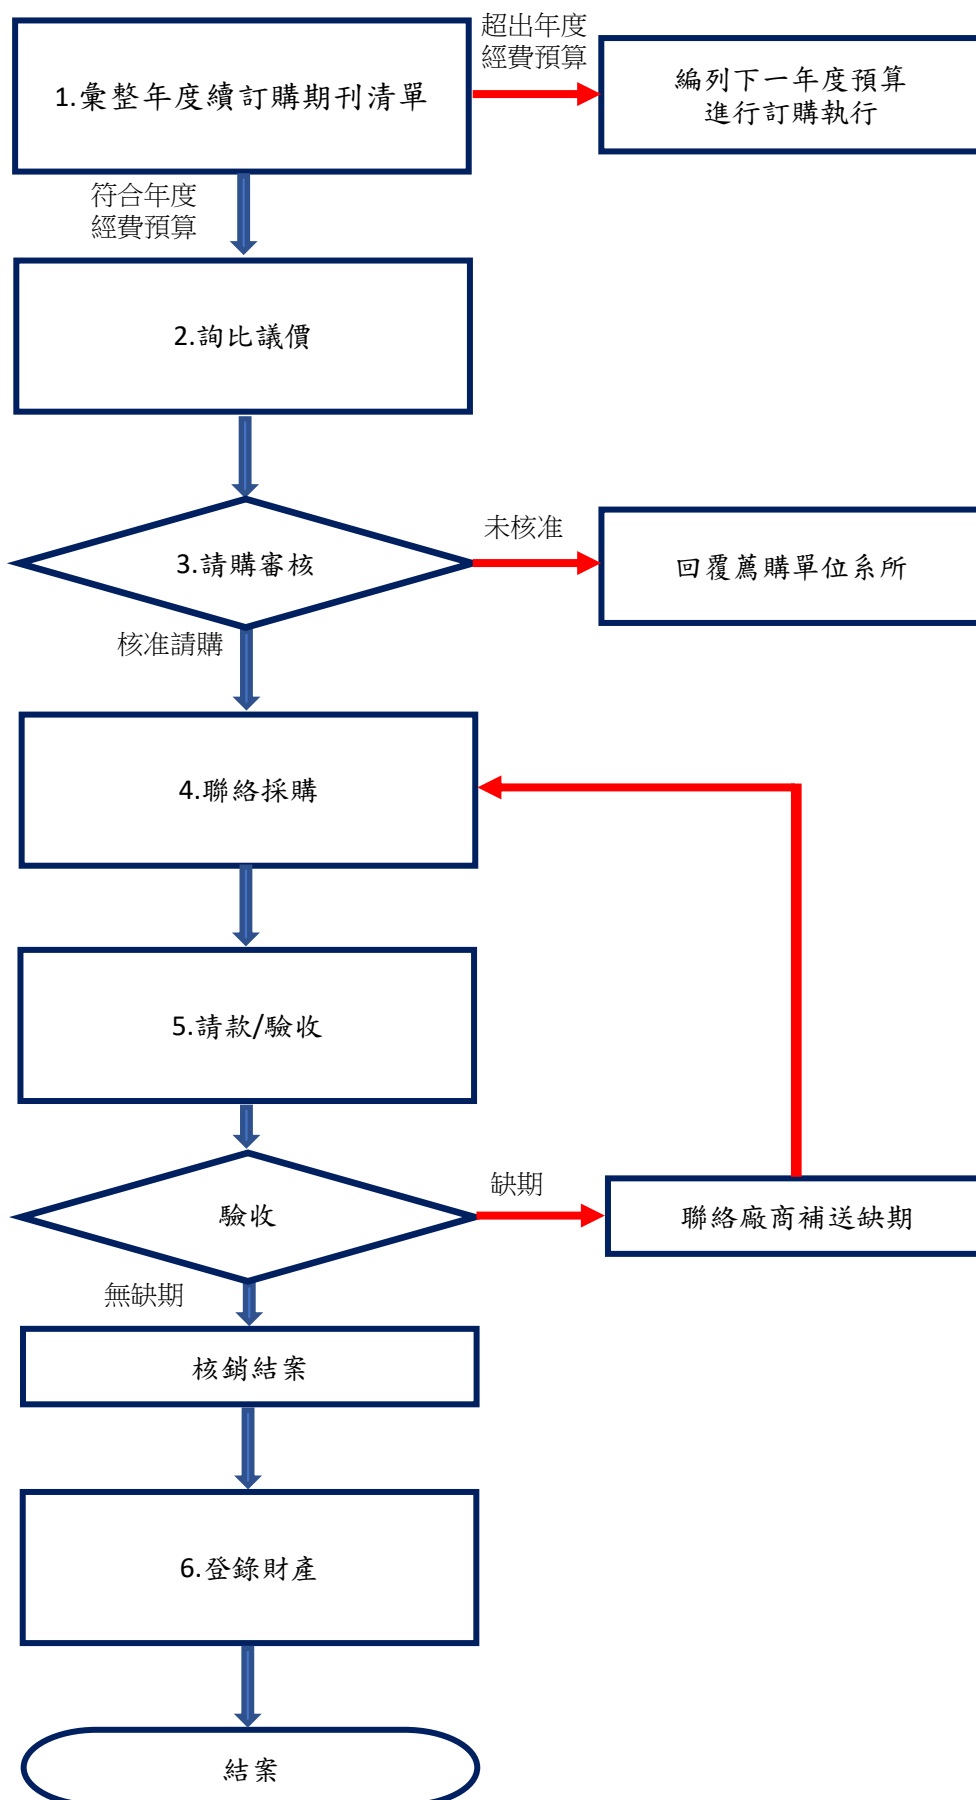 超出年度
經費預算
1.彙整年度續訂購期刊清單
編列下一年度預算
進行訂購執行
符合年度
經費預算
2.詢比議價
3.請購審核
未核准
回覆薦購單位系所
核准請購
4.聯絡採購
5.請款/驗收
驗收
缺期
聯絡廠商補送缺期
無缺期
核銷結案
6.登錄財產
結案